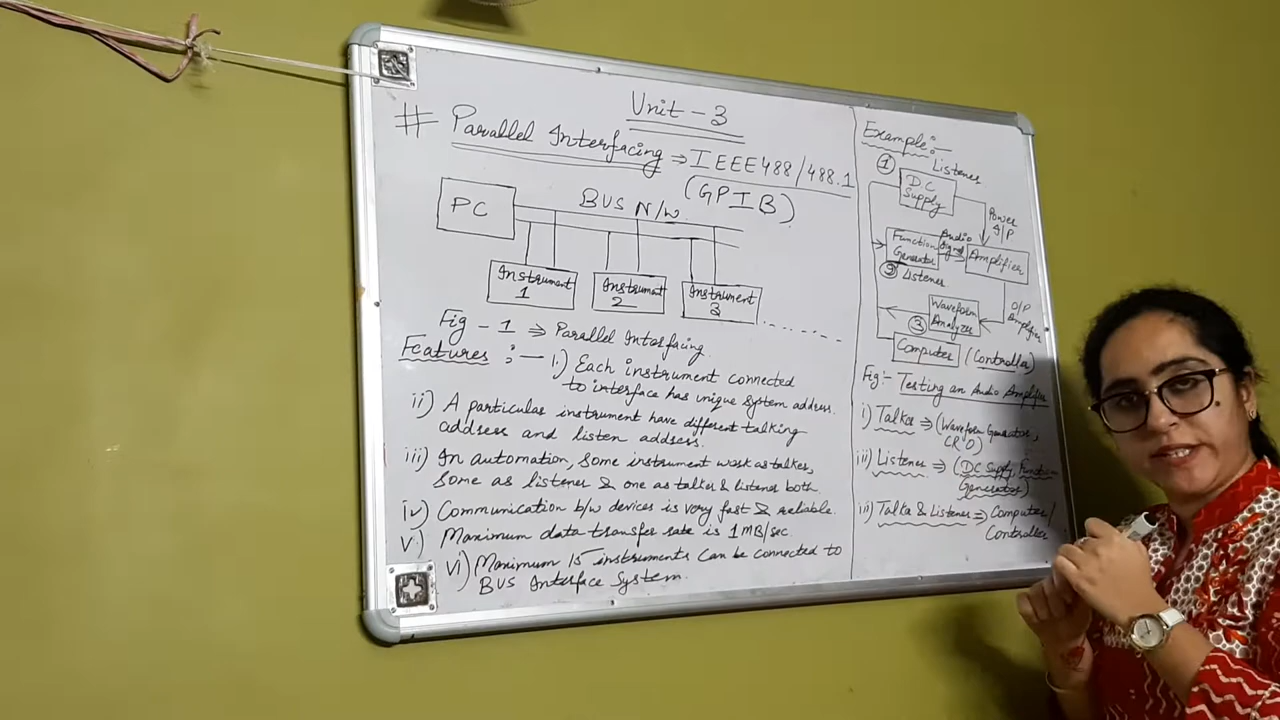 Unit - 3
# Parallel Interfacing ⇒ IEEE488/488.1
(GPIB)
PC
BUS N/W
Instrument
1
Instrument
2
Instrument
3
Fig - 1 ⇒ Parallel Interfacing
Features :— i.) Each instrument connected
to interface has unique system address.
ii) A particular instrument have different talking
address and listen address.
iii) In automation, some instrument work as talker,
some as listener & one as talker & listener both.
iv) Communication b/w devices is very fast & reliable.
v.) Maximum data transfer rate is 1MB/sec.
vi) Maximum 15 instruments can be connected to
BUS Interface System.
Example:—
Listener
1
DC
Supply
Power
I/P
Function
Generator
Audio
Signal
Amplifier
2 Listener
Waveform
Analyzer
3
O/P
Amplifier
Computer (Controller)
Fig:- Testing an Audio Amplifier
i) Talker ⇒ (Waveform Generator,
CRO)
ii) Listener ⇒ (DC Supply, Function
Generator)
iii) Talker & Listener ⇒ Computer/
Controller